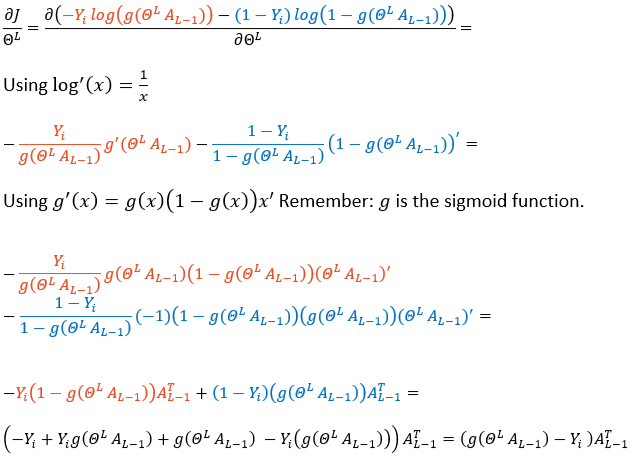 ∂J/Θ^L = ∂(−Y_i log(g(Θ^L A_{L−1})) − (1 − Y_i) log(1 − g(Θ^L A_{L−1})))/∂Θ^L =
Using log′(x) = 1/x
−Y_i/g(Θ^L A_{L−1}) g′(Θ^L A_{L−1}) − (1 − Y_i)/(1 − g(Θ^L A_{L−1})) (1 − g(Θ^L A_{L−1}))′ =
Using g′(x) = g(x)(1 − g(x))x′ Remember: g is the sigmoid function.
−Y_i/g(Θ^L A_{L−1}) g(Θ^L A_{L−1})(1 − g(Θ^L A_{L−1}))(Θ^L A_{L−1})′
−(1 − Y_i)/(1 − g(Θ^L A_{L−1})) (−1)(1 − g(Θ^L A_{L−1}))(g(Θ^L A_{L−1}))(Θ^L A_{L−1})′ =
−Y_i(1 − g(Θ^L A_{L−1}))A_{L−1}^T + (1 − Y_i)(g(Θ^L A_{L−1}))A_{L−1}^T =
(−Y_i + Y_i g(Θ^L A_{L−1}) + g(Θ^L A_{L−1}) − Y_i(g(Θ^L A_{L−1}))) A_{L−1}^T = (g(Θ^L A_{L−1}) − Y_i )A_{L−1}^T